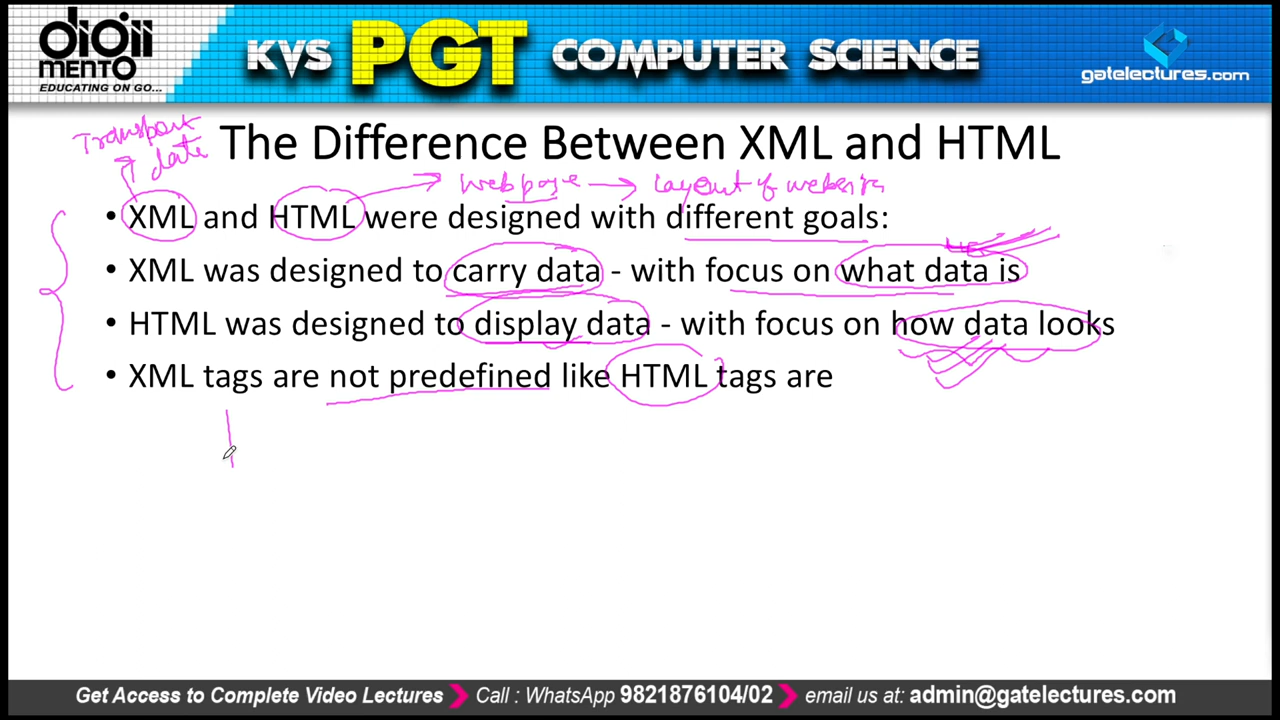 digii
mento
EDUCATING ON GO...
KVS PGT COMPUTER SCIENCE
gatelectures.com
Transport
data
The Difference Between XML and HTML
webpage → layout of website
• XML and HTML were designed with different goals:
• XML was designed to carry data - with focus on what data is
• HTML was designed to display data - with focus on how data looks
• XML tags are not predefined like HTML tags are
Get Access to Complete Video Lectures Call : WhatsApp 9821876104/02 email us at: admin@gatelectures.com